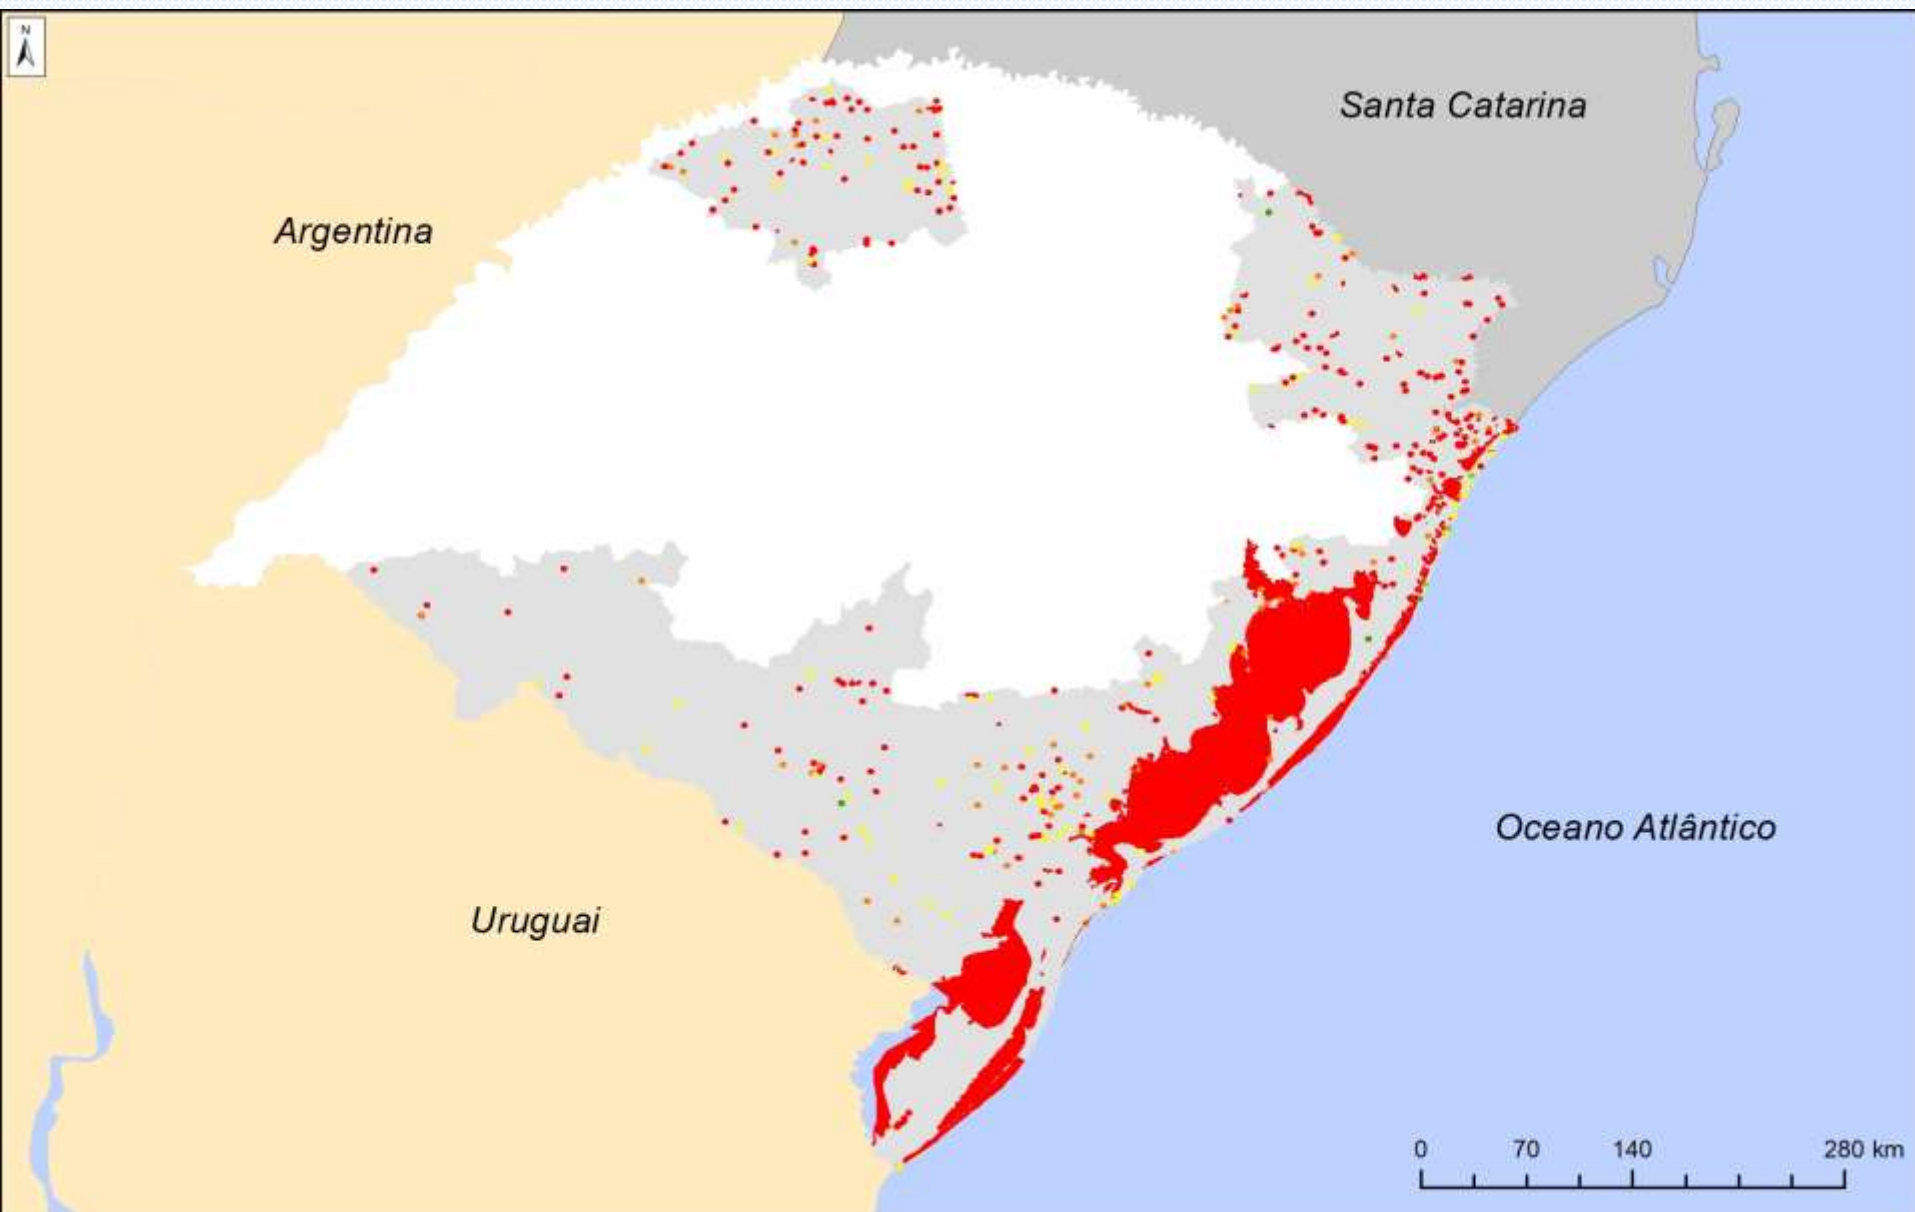 N
Santa Catarina
Argentina
Oceano Atlântico
Uruguai
0 70 140 280 km